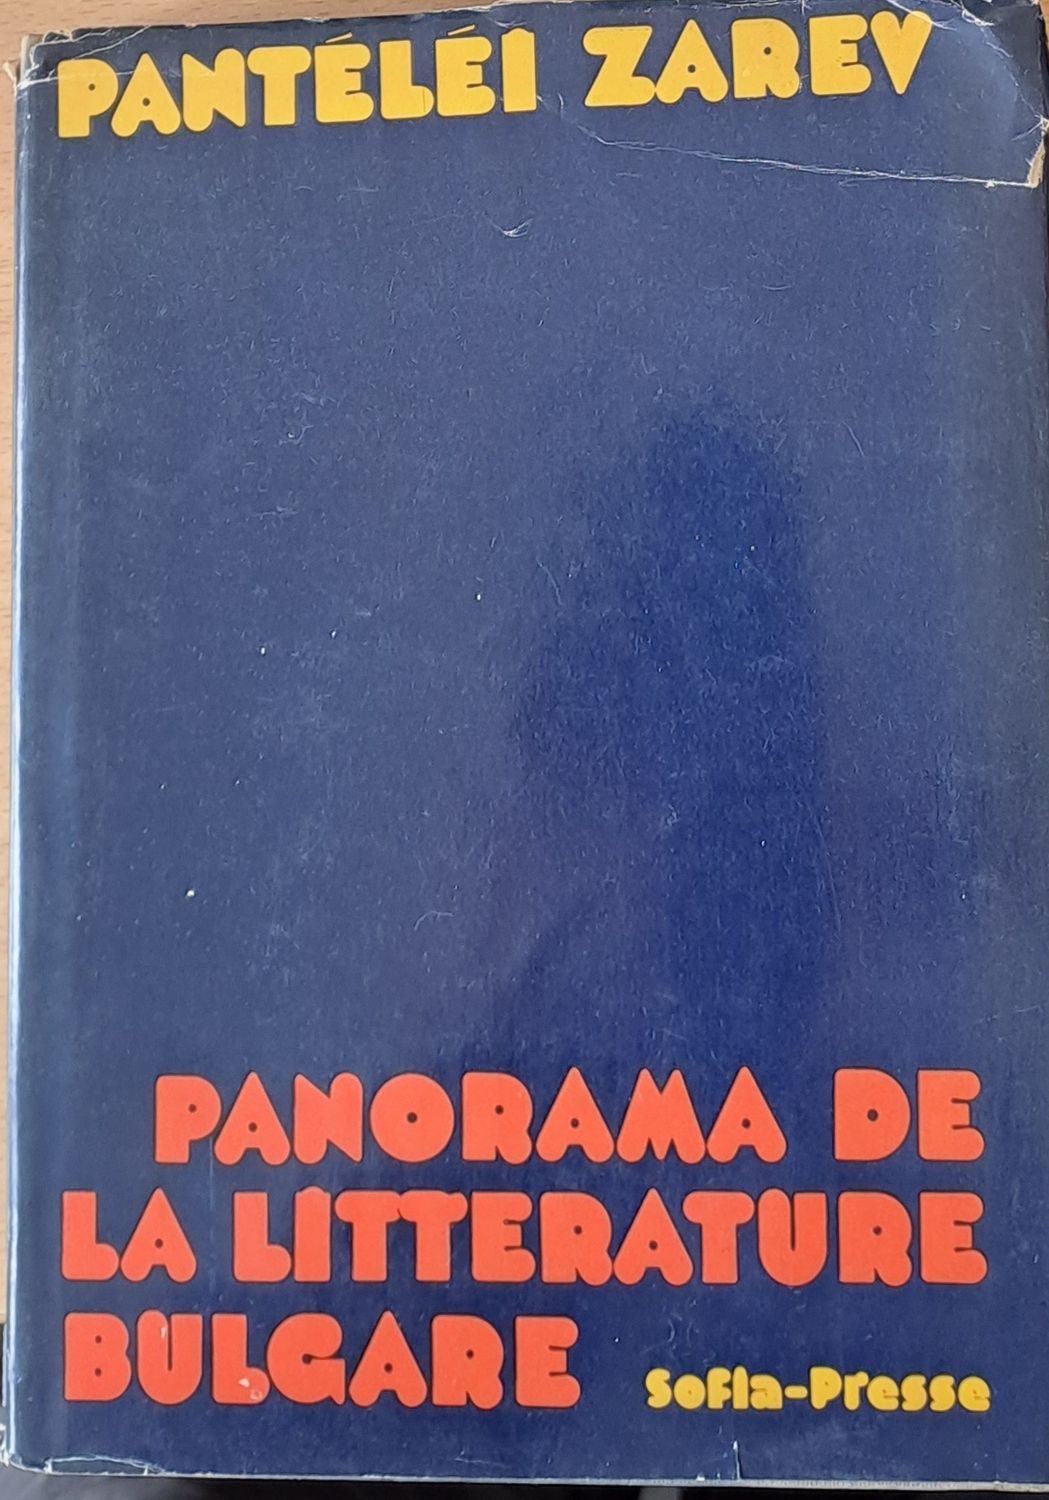 PANTÉLÉI ZAREV
PANORAMA DE
LA LITTERATURE
BULGARE
Sofia-Presse